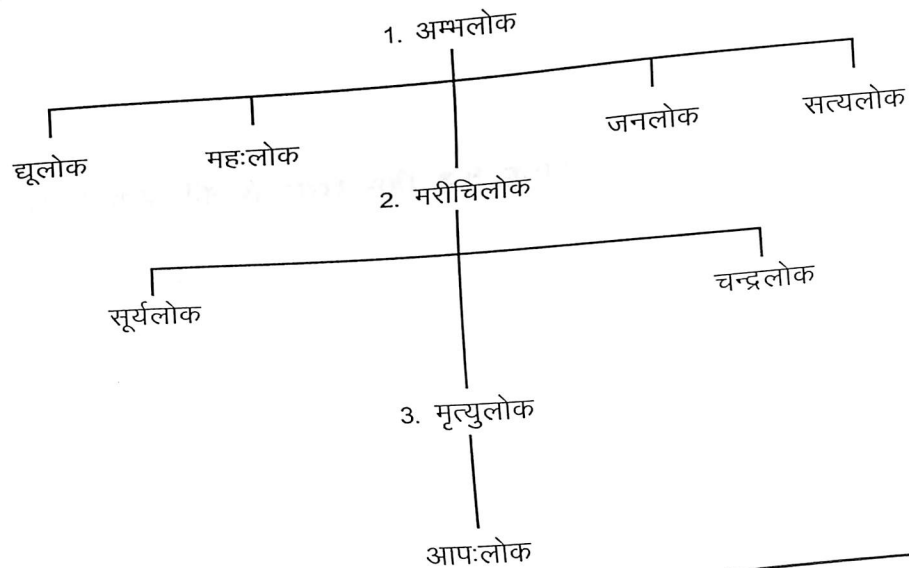 1. अम्भलोक
द्यूलोक महःलोक जनलोक सत्यलोक
2. मरीचिलोक
सूर्यलोक चन्द्रलोक
3. मृत्युलोक
आपःलोक